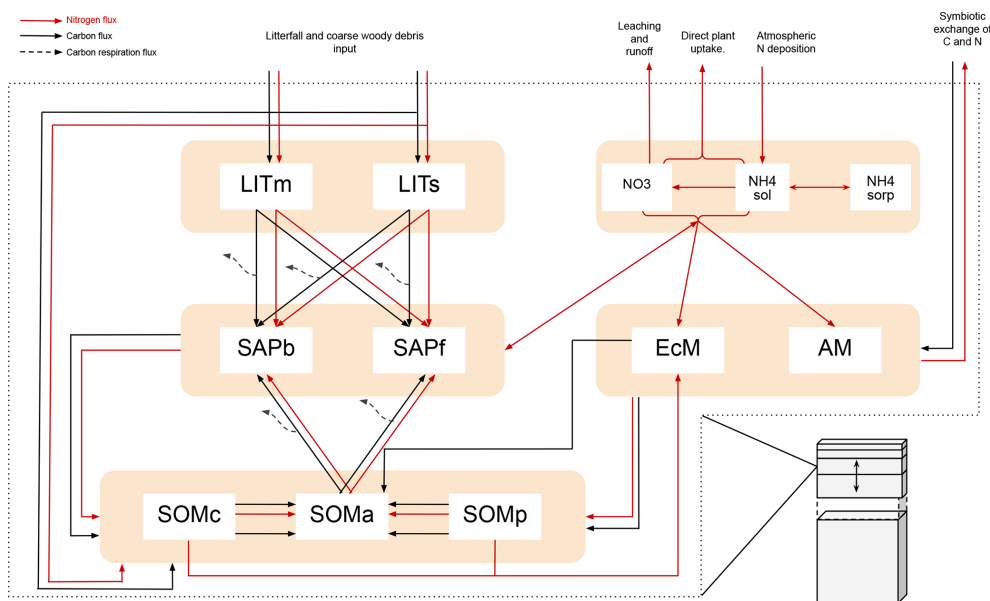 Nitrogen flux
Carbon flux
Carbon respiration flux
Litterfall and coarse woody debris
input
Leaching
and
runoff
Direct plant
uptake.
Atmospheric
N deposition
Symbiotic
exchange of
C and N
LITm
LITs
NO3
NH4
sol
NH4
sorp
SAPb
SAPf
EcM
AM
SOMc
SOMa
SOMp